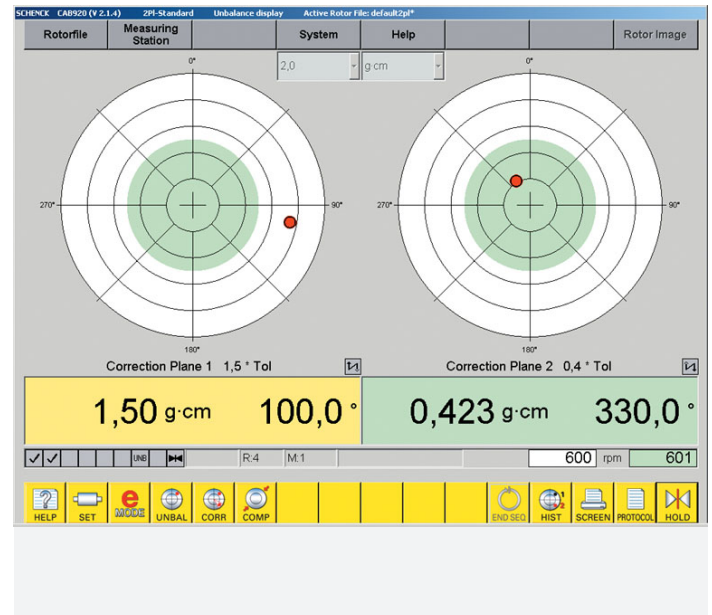 SCHENCK CAB920 (V 2.1.4) 2Pl-Standard Unbalance display Active Rotor File: default2pl*
Rotorfile Measuring Station System Help Rotor Image
2,0 g·cm
0° 0°
270° 90° 270° 90°
180° 180°
Correction Plane 1 1,5 * Tol Correction Plane 2 0,4 * Tol
1,50 g·cm 100,0 ° 0,423 g·cm 330,0 °
UNB R:4 M:1 600 rpm 601
HELP SET e MODE UNBAL CORR COMP END SEQ HIST SCREEN PROTOCOL HOLD